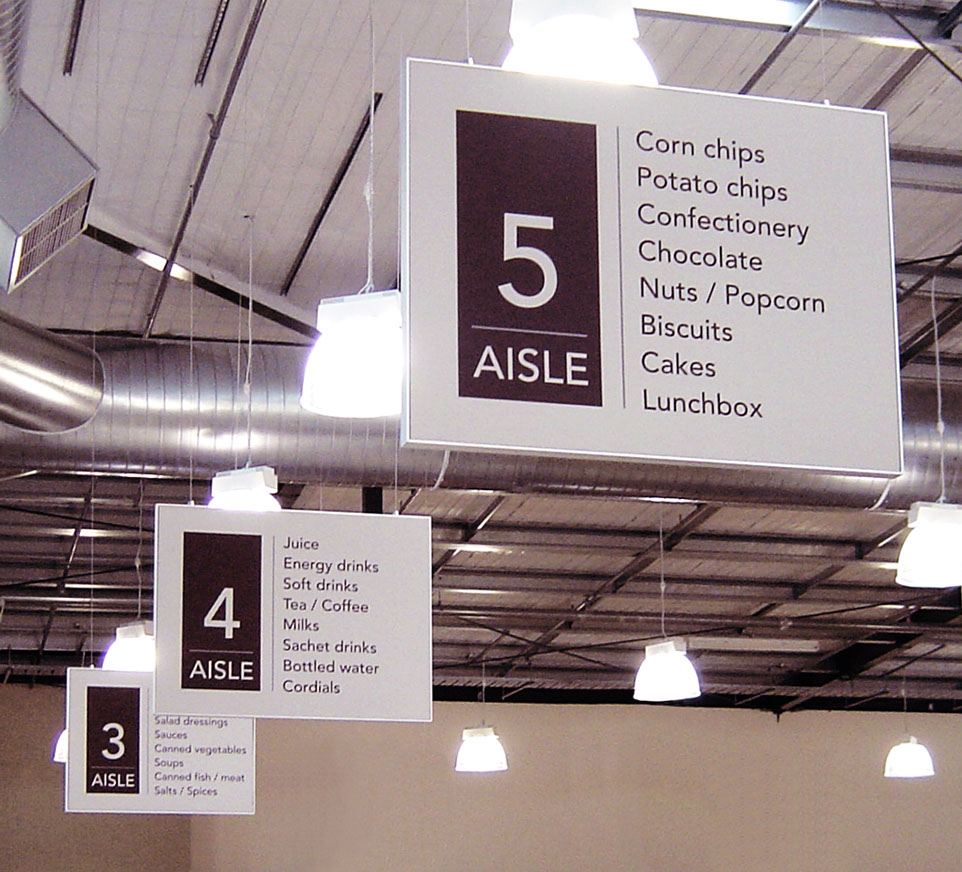 5
AISLE
Corn chips
Potato chips
Confectionery
Chocolate
Nuts / Popcorn
Biscuits
Cakes
Lunchbox
4
AISLE
Juice
Energy drinks
Soft drinks
Tea / Coffee
Milks
Sachet drinks
Bottled water
Cordials
3
AISLE
Salad dressings
Sauces
Canned vegetables
Soups
Canned fish / meat
Salts / Spices